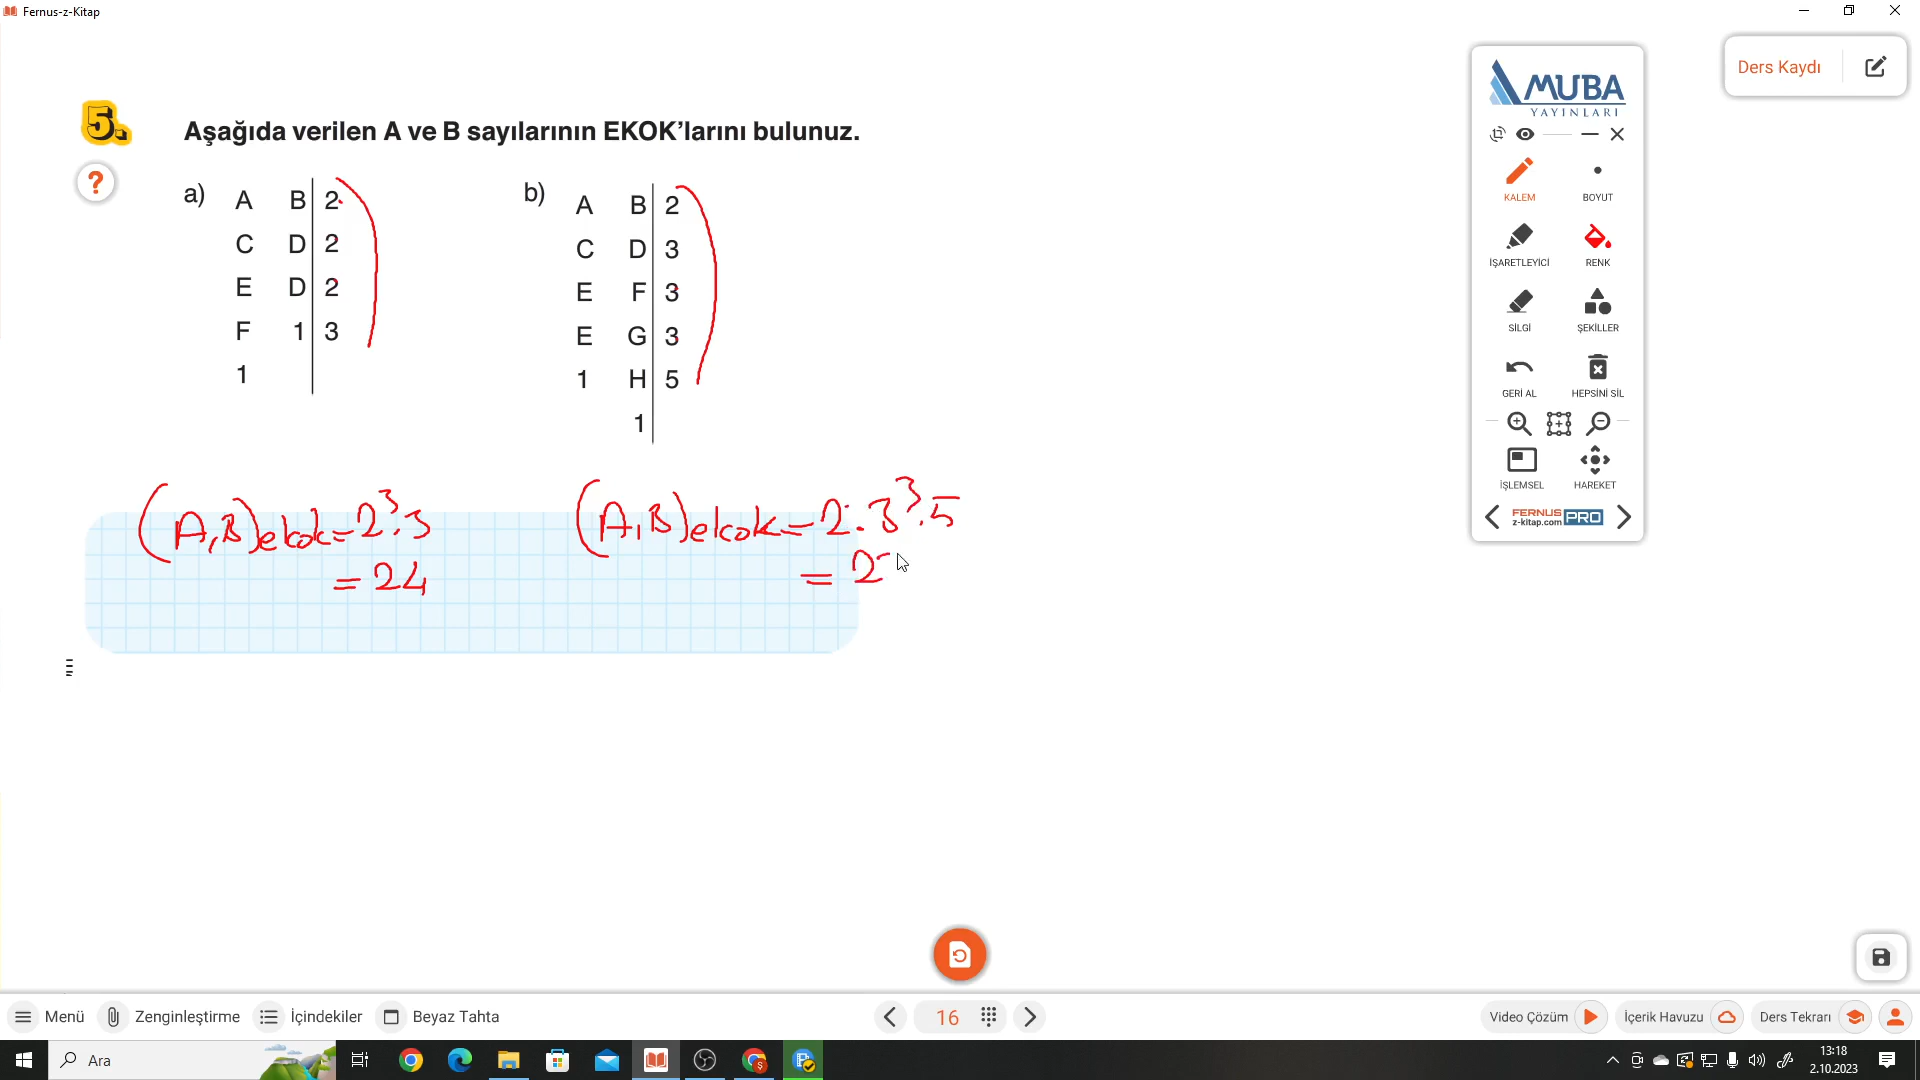 Fernus-z-Kitap
Ders Kaydı
MUBA
YAYINLARI
KALEM
BOYUT
İŞARETLEYİCİ
RENK
SİLGİ
ŞEKİLLER
GERİ AL
HEPSİNİ SİL
İŞLEMSEL
HAREKET
FERNUS
z-kitap.com PRO
5.
Aşağıda verilen A ve B sayılarının EKOK’larını bulunuz.
?
a)
A B 2
C D 2
E D 2
F 1 3
1
b)
A B 2
C D 3
E F 3
E G 3
1 H 5
1
(A,B)ekok=2³.3
= 24
(A,B)ekok=2.3³.5
= 2
Menü
Zenginleştirme
İçindekiler
Beyaz Tahta
16
Video Çözüm
İçerik Havuzu
Ders Tekrarı
Ara
13:18
2.10.2023